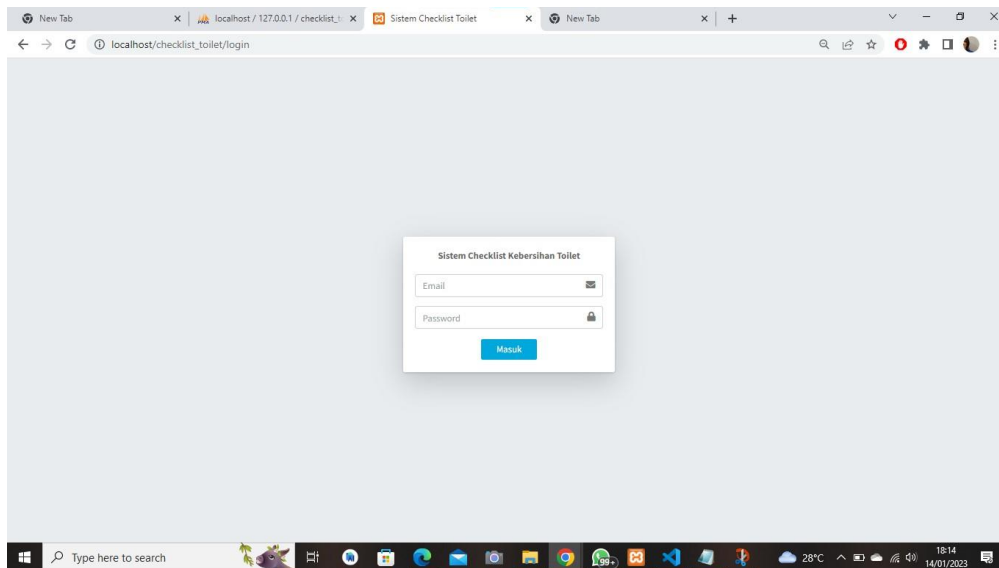 New Tab
localhost / 127.0.0.1 / checklist_t
Sistem Checklist Toilet
New Tab
localhost/checklist_toilet/login
Sistem Checklist Kebersihan Toilet
Email
Password
Masuk
Type here to search
99+
28°C
18:14
14/01/2023